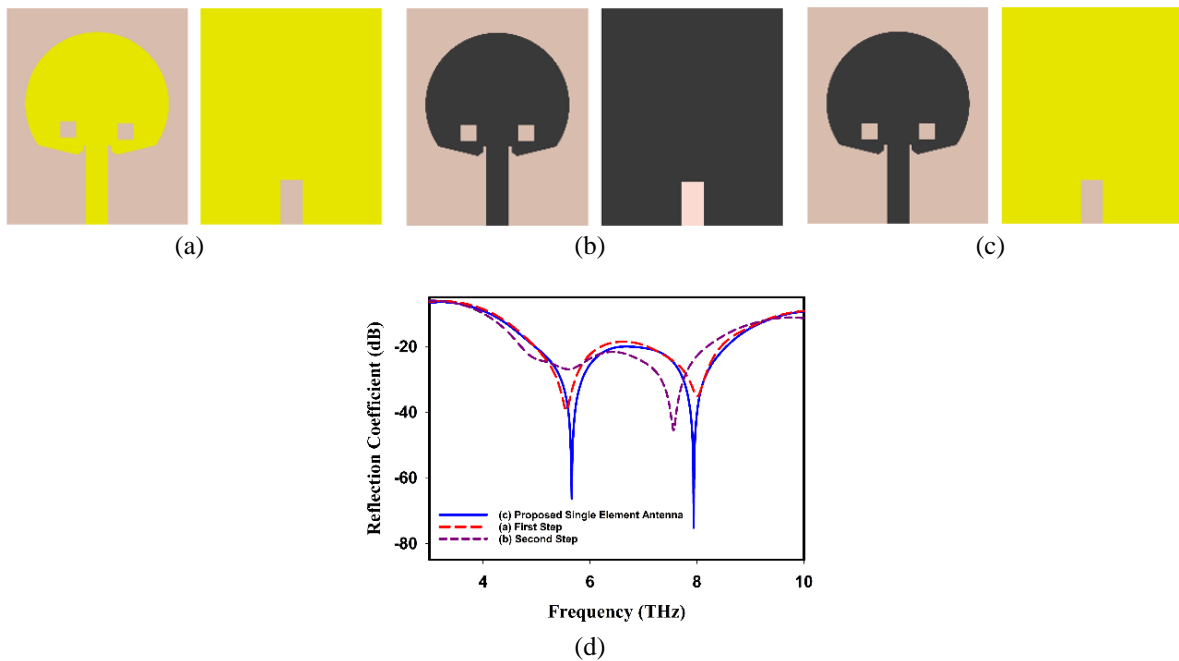 (a)
(b)
(c)
Reflection Coefficient (dB)
-20
-40
-60
-80
(c) Proposed Single Element Antenna
(a) First Step
(b) Second Step
4
6
8
10
Frequency (THz)
(d)